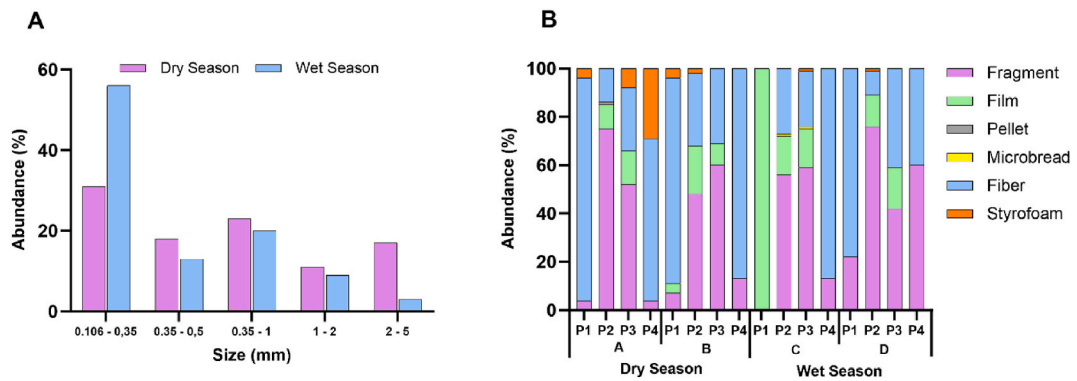 A
Dry Season Wet Season
Abundance (%)
60
40
20
0
0.106 - 0,35 0.35 - 0,5 0.35 - 1 1 - 2 2 - 5
Size (mm)
B
Abundance (%)
100
80
60
40
20
0
P1 P2 P3 P4 P1 P2 P3 P4 P1 P2 P3 P4 P1 P2 P3 P4
A B C D
Dry Season Wet Season
Fragment
Film
Pellet
Microbread
Fiber
Styrofoam